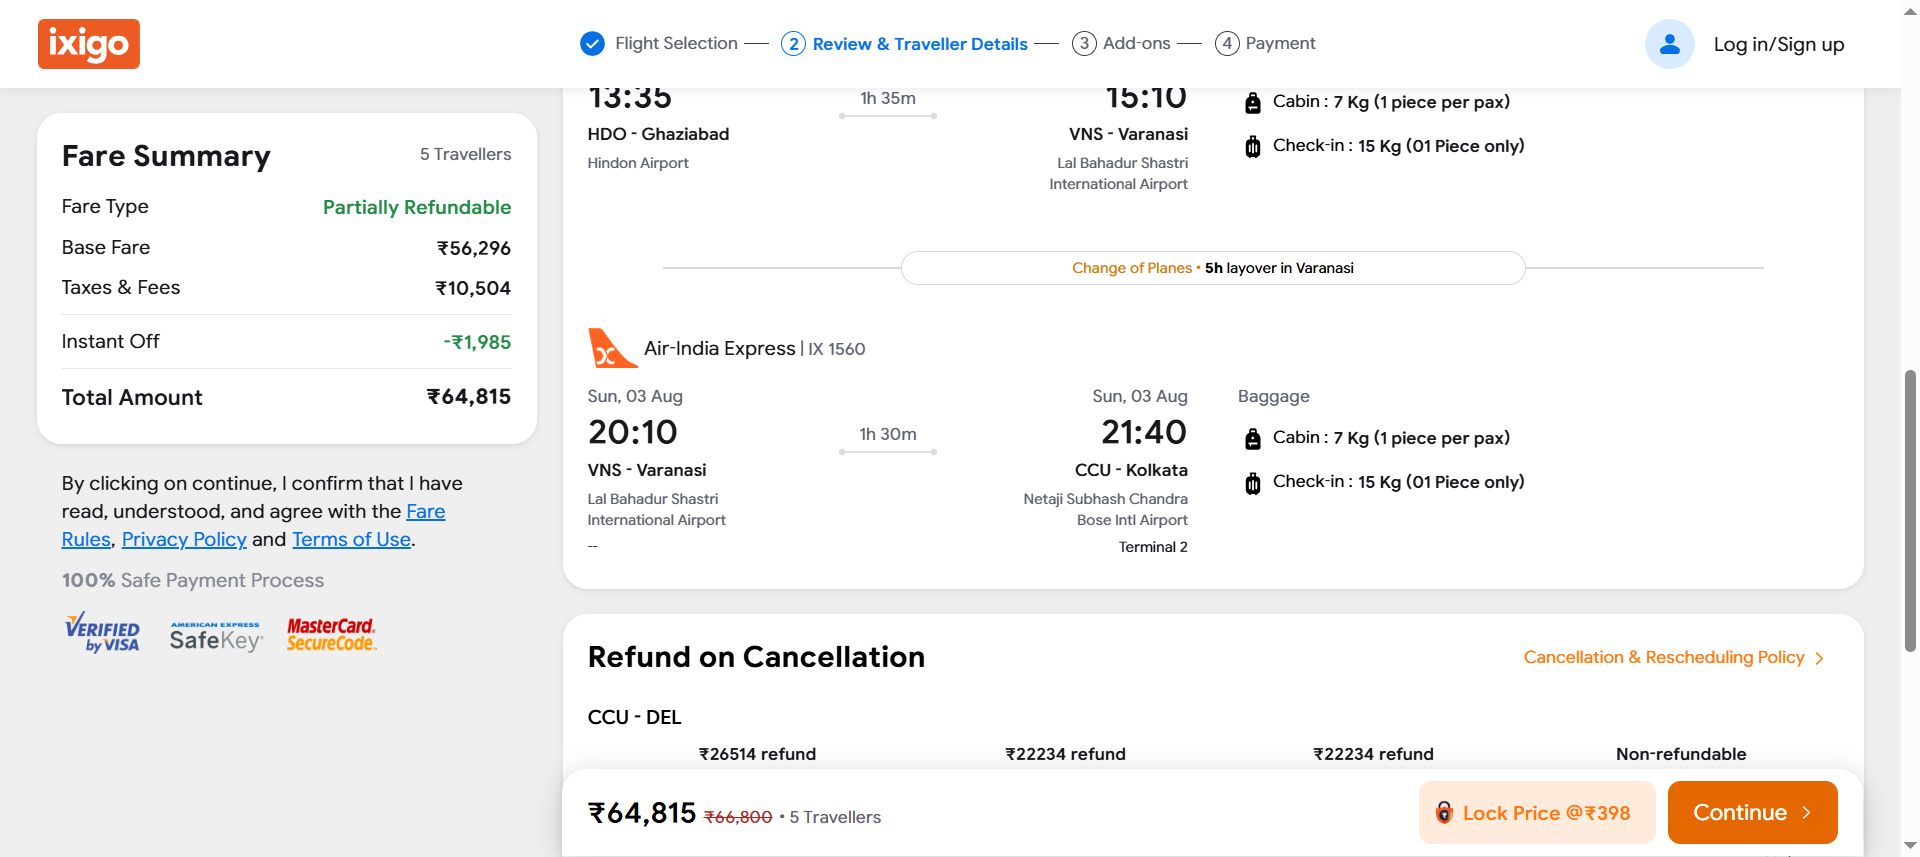 ixigo
Flight Selection
2 Review & Traveller Details
3 Add-ons
4 Payment
Log in/Sign up
Fare Summary
5 Travellers
Fare Type Partially Refundable
Base Fare ₹56,296
Taxes & Fees ₹10,504
Instant Off -₹1,985
Total Amount ₹64,815
By clicking on continue, I confirm that I have
read, understood, and agree with the Fare
Rules, Privacy Policy and Terms of Use.
100% Safe Payment Process
VERIFIED
by VISA
AMERICAN EXPRESS
SafeKey
MasterCard.
SecureCode.
13:35 1h 35m 15:10
HDO - Ghaziabad VNS - Varanasi
Hindon Airport Lal Bahadur Shastri
International Airport
Cabin : 7 Kg (1 piece per pax)
Check-in : 15 Kg (01 Piece only)
Change of Planes • 5h layover in Varanasi
Air-India Express | IX 1560
Sun, 03 Aug Sun, 03 Aug Baggage
20:10 1h 30m 21:40
VNS - Varanasi CCU - Kolkata
Lal Bahadur Shastri Netaji Subhash Chandra
International Airport Bose Intl Airport
-- Terminal 2
Cabin : 7 Kg (1 piece per pax)
Check-in : 15 Kg (01 Piece only)
Refund on Cancellation
Cancellation & Rescheduling Policy
CCU - DEL
₹26514 refund ₹22234 refund ₹22234 refund Non-refundable
₹64,815 ₹66,800 • 5 Travellers
Lock Price @₹398
Continue